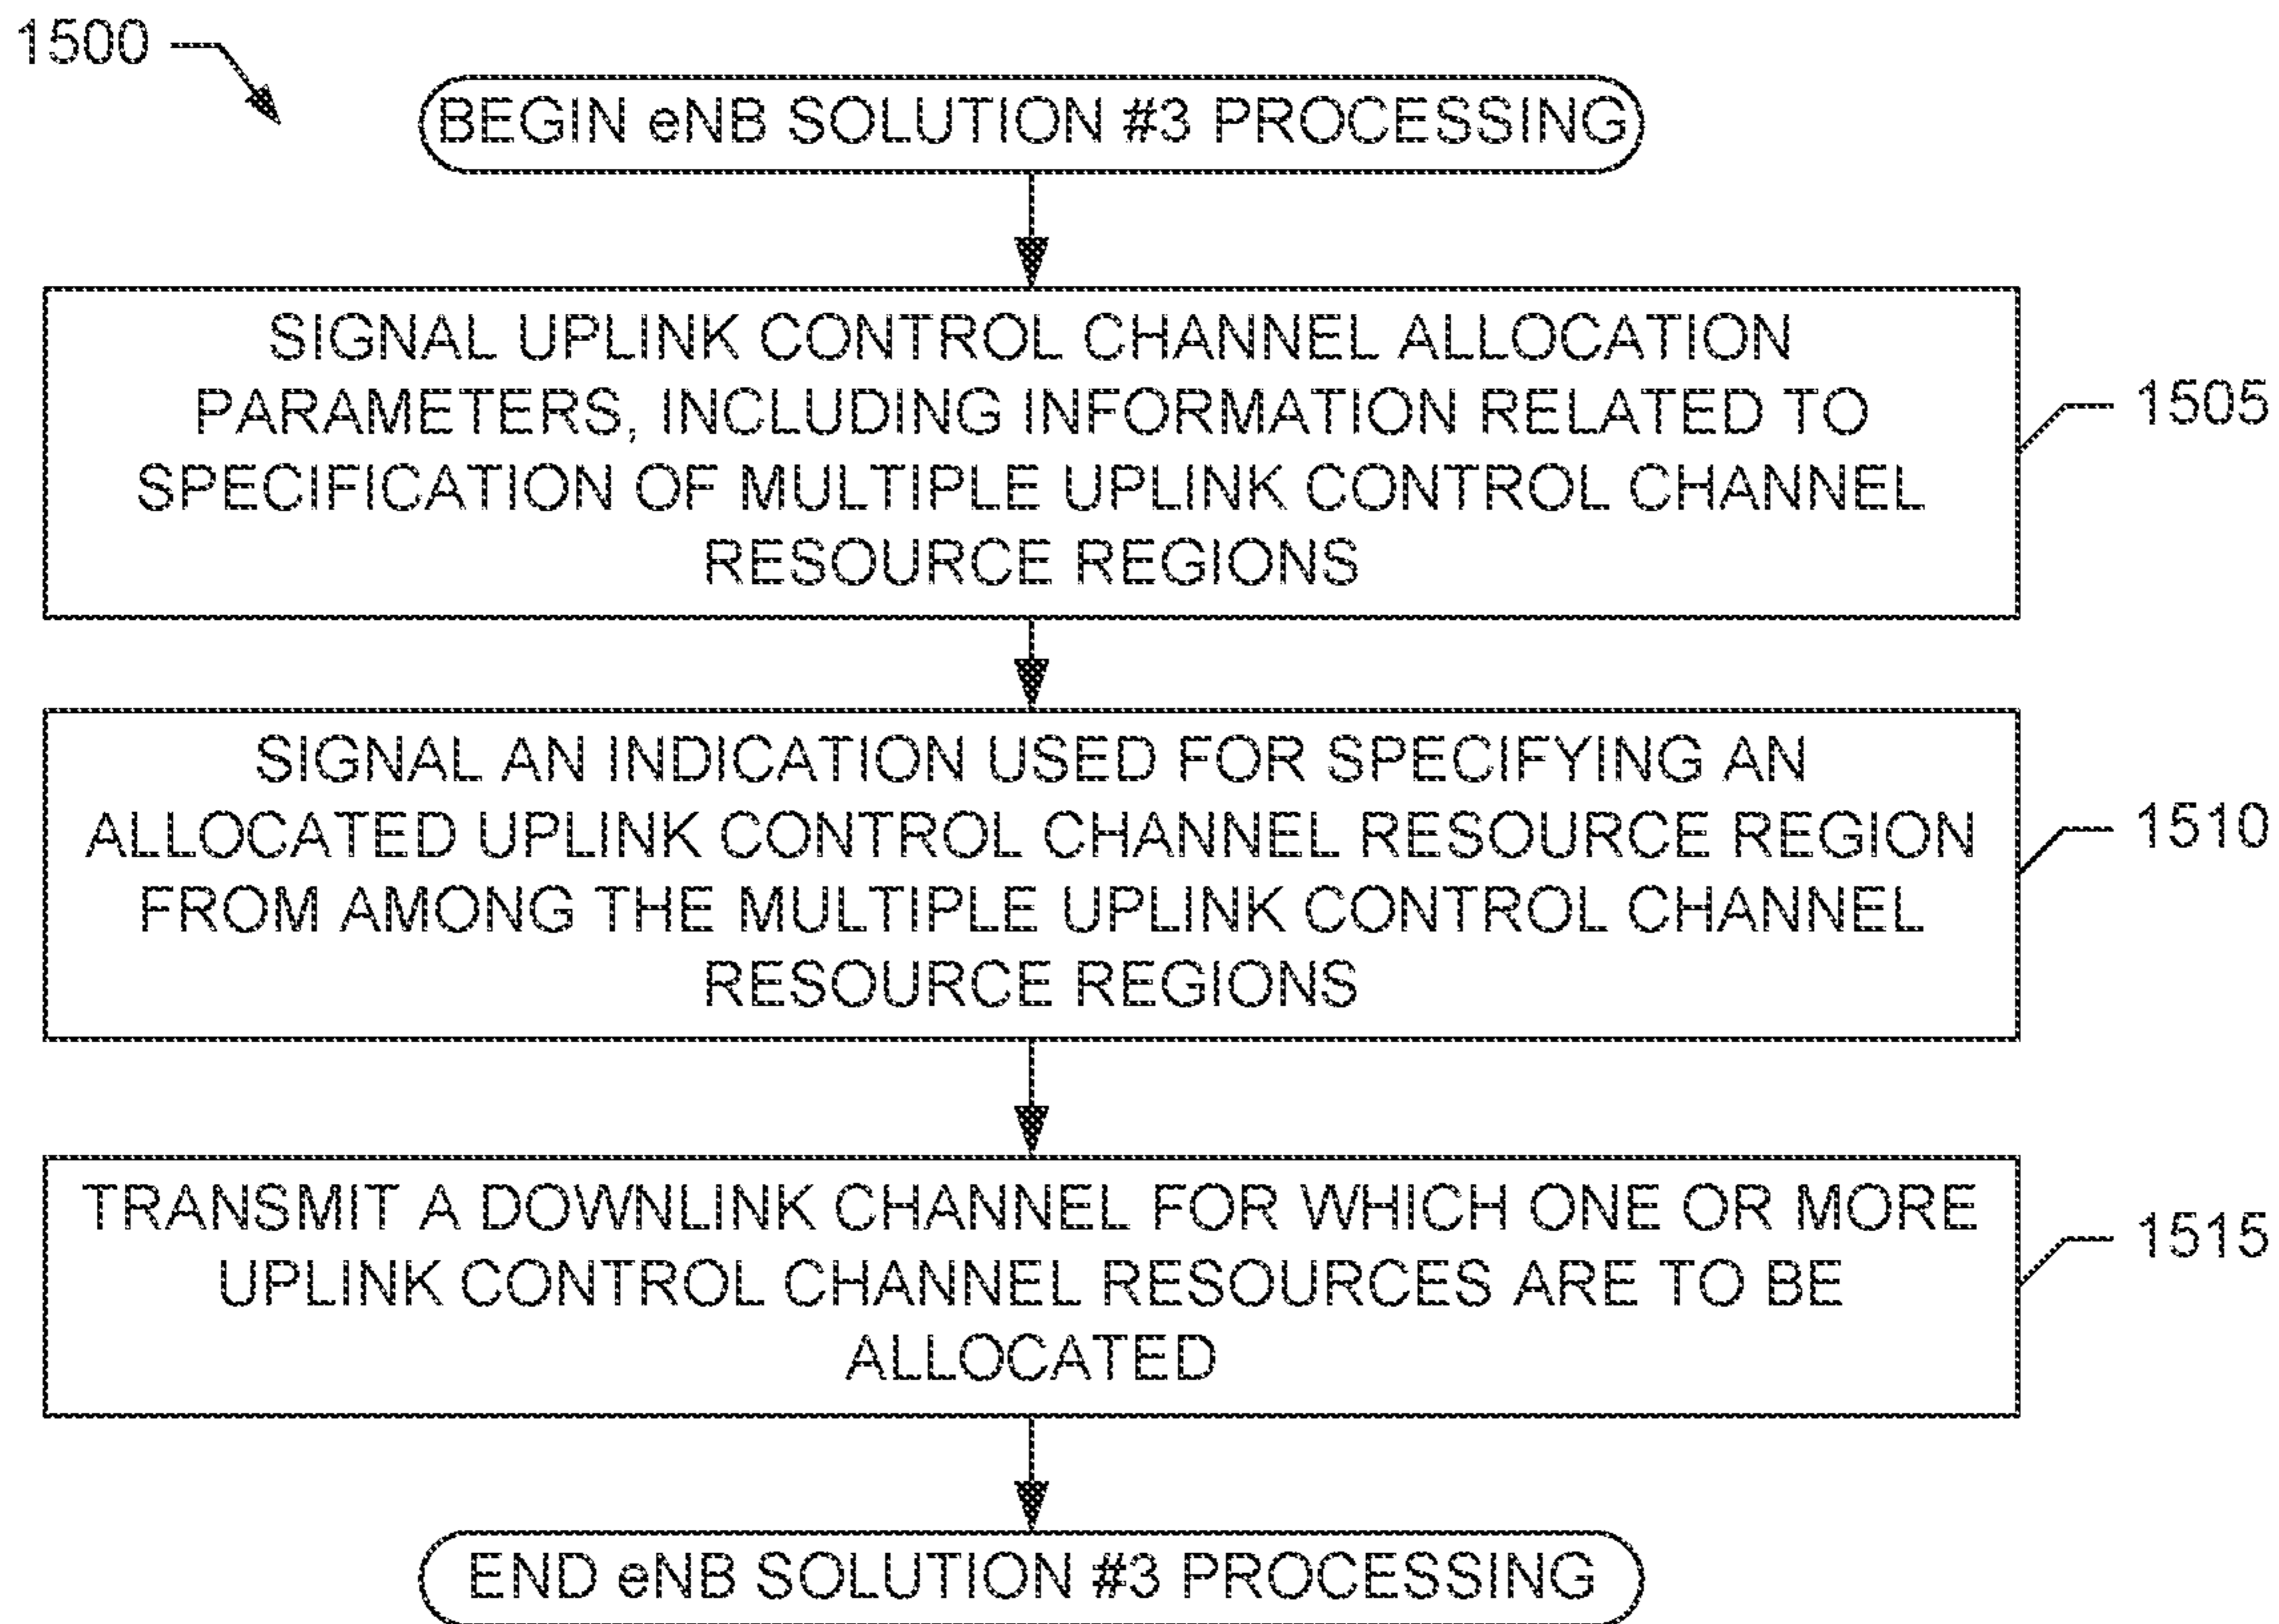 1500
BEGIN eNB SOLUTION #3 PROCESSING
SIGNAL UPLINK CONTROL CHANNEL ALLOCATION
PARAMETERS, INCLUDING INFORMATION RELATED TO
SPECIFICATION OF MULTIPLE UPLINK CONTROL CHANNEL
RESOURCE REGIONS
1505
SIGNAL AN INDICATION USED FOR SPECIFYING AN
ALLOCATED UPLINK CONTROL CHANNEL RESOURCE REGION
FROM AMONG THE MULTIPLE UPLINK CONTROL CHANNEL
RESOURCE REGIONS
1510
TRANSMIT A DOWNLINK CHANNEL FOR WHICH ONE OR MORE
UPLINK CONTROL CHANNEL RESOURCES ARE TO BE
ALLOCATED
1515
END eNB SOLUTION #3 PROCESSING